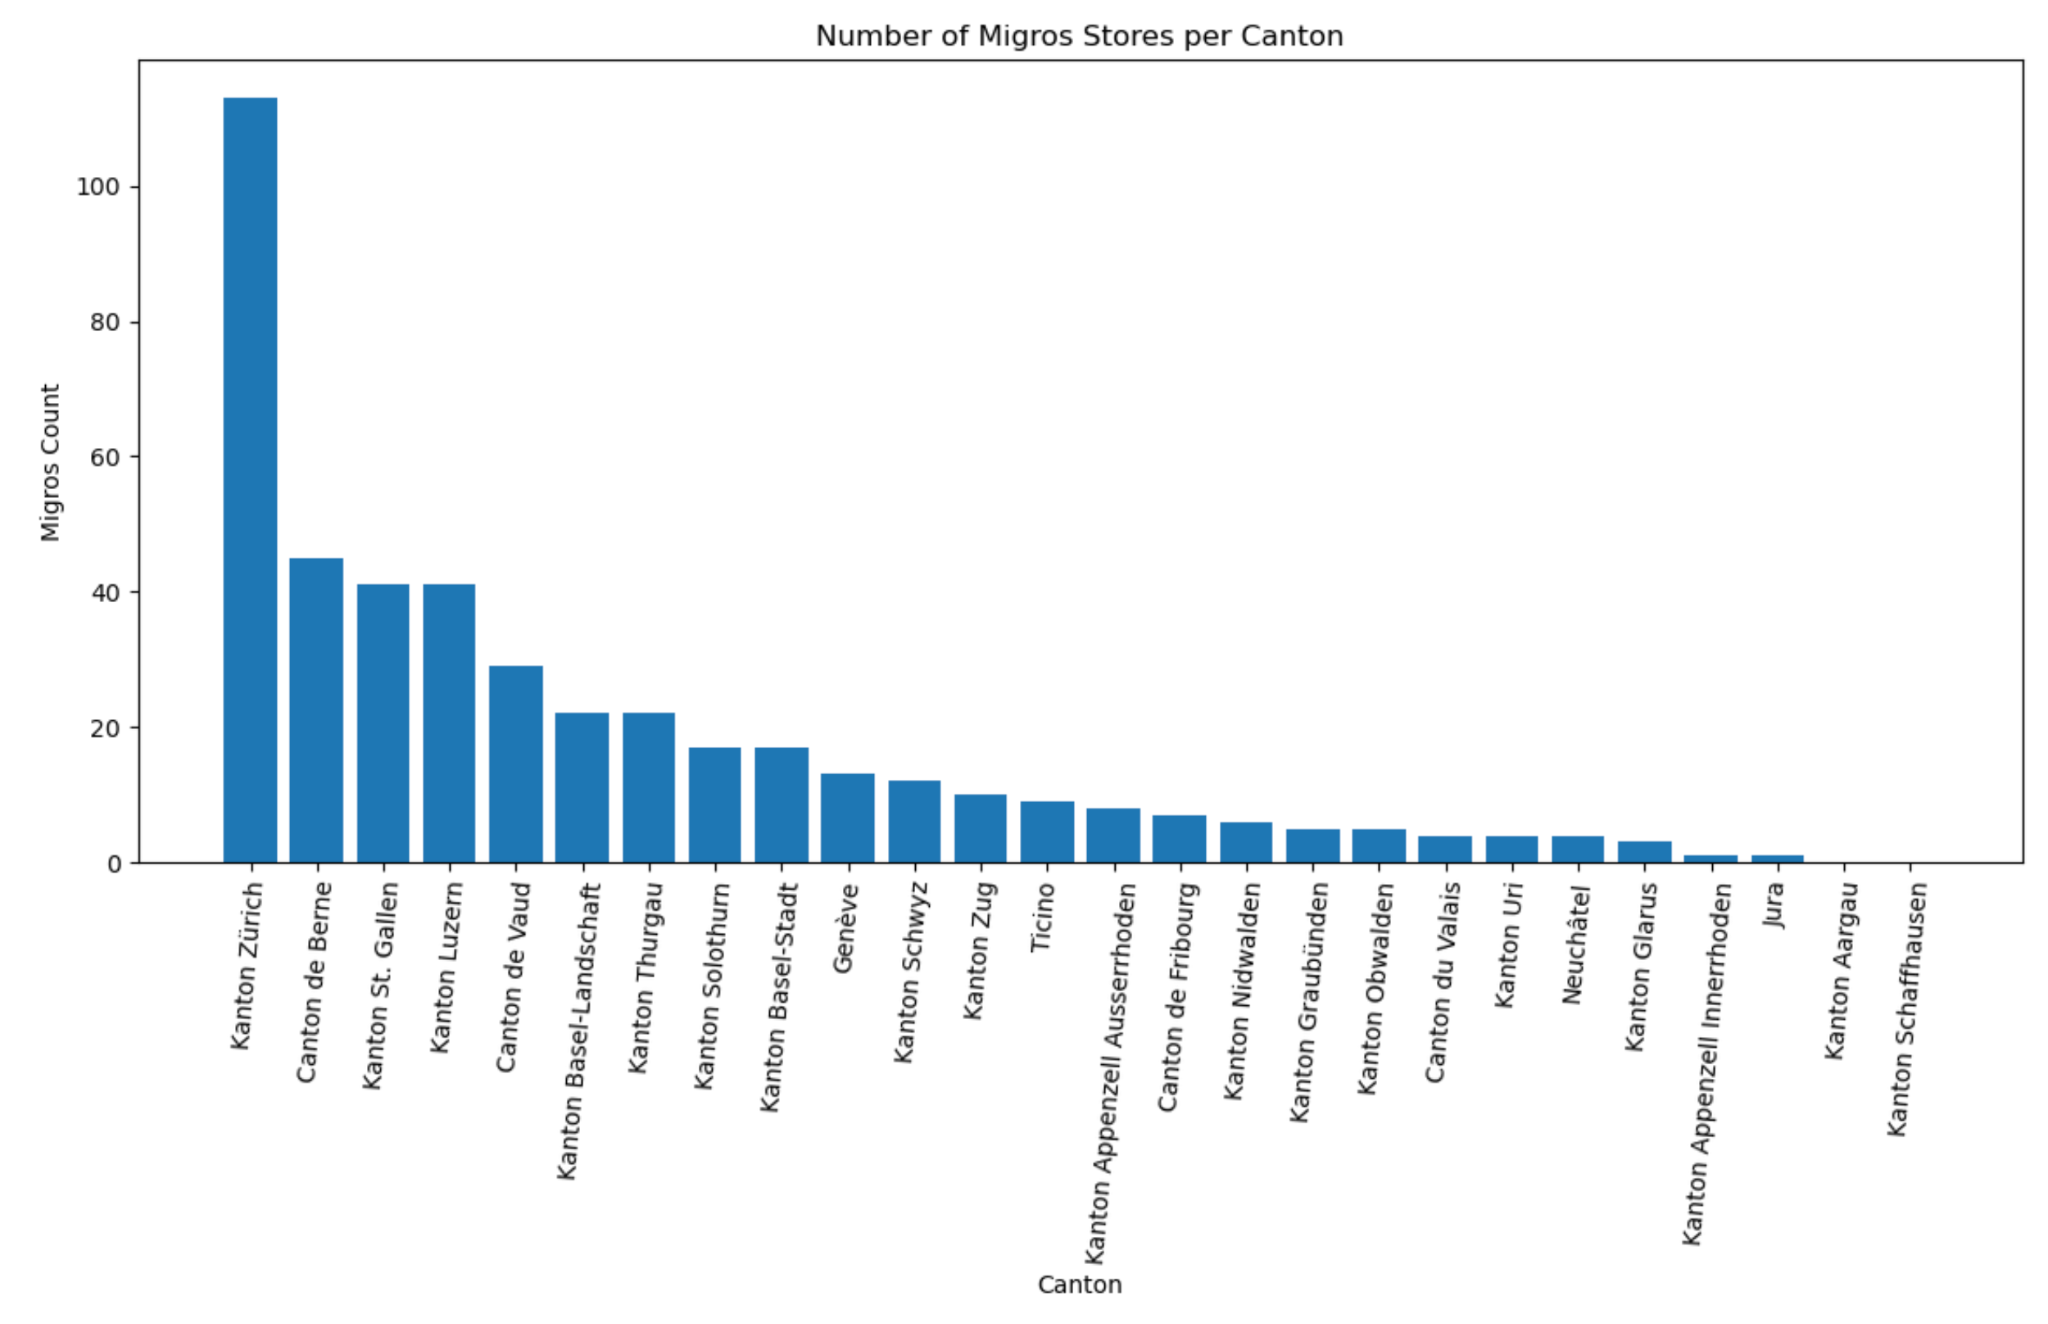 Number of Migros Stores per Canton
Migros Count
100
80
60
40
20
0
Kanton Zürich
Canton de Berne
Kanton St. Gallen
Kanton Luzern
Canton de Vaud
Kanton Basel-Landschaft
Kanton Thurgau
Kanton Solothurn
Kanton Basel-Stadt
Genève
Kanton Schwyz
Kanton Zug
Ticino
Kanton Appenzell Ausserrhoden
Canton de Fribourg
Kanton Nidwalden
Kanton Graubünden
Kanton Obwalden
Canton du Valais
Kanton Uri
Neuchâtel
Kanton Glarus
Kanton Appenzell Innerrhoden
Jura
Kanton Aargau
Kanton Schaffhausen
Canton